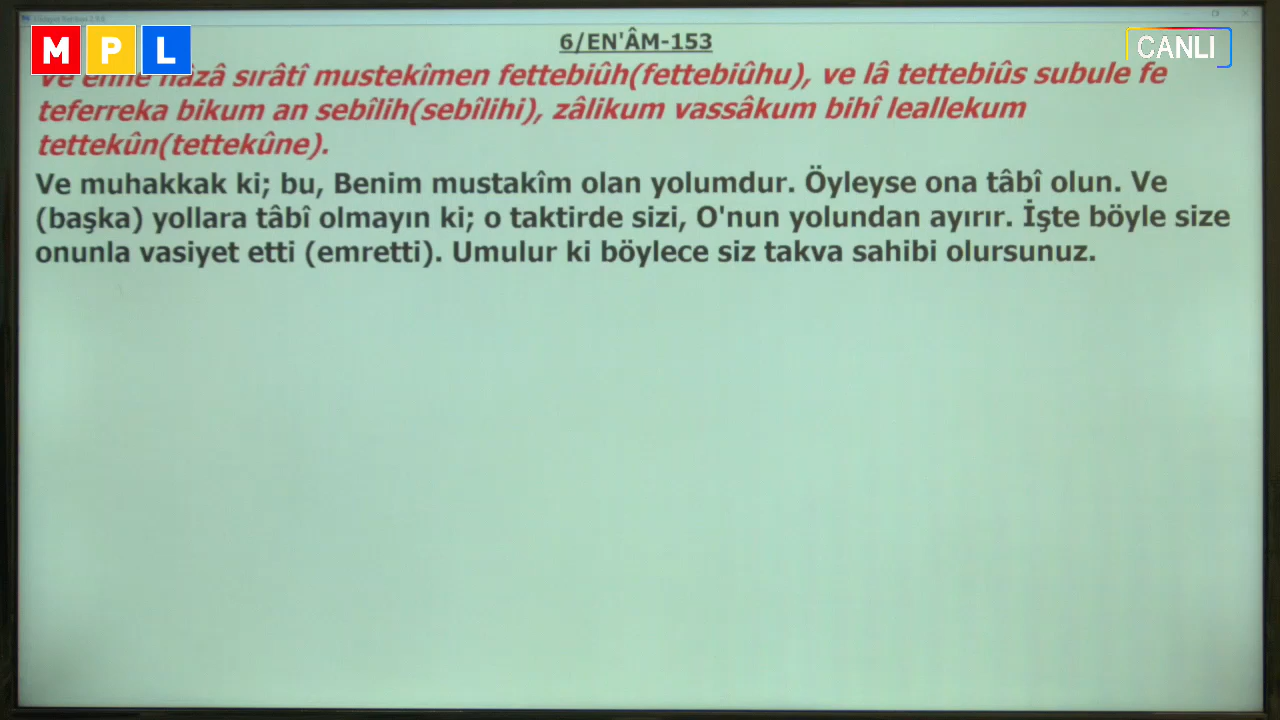 M P L
CANLI
6/EN'ÂM-153
Ve enne hâzâ sırâtî mustekîmen fettebiûh(fettebiûhu), ve lâ tettebiûs subule fe
teferreka bikum an sebîlih(sebîlihi), zâlikum vassâkum bihî leallekum
tettekûn(tettekûne).
Ve muhakkak ki; bu, Benim mustakîm olan yolumdur. Öyleyse ona tâbî olun. Ve
(başka) yollara tâbî olmayın ki; o taktirde sizi, O'nun yolundan ayırır. İşte böyle size
onunla vasiyet etti (emretti). Umulur ki böylece siz takva sahibi olursunuz.